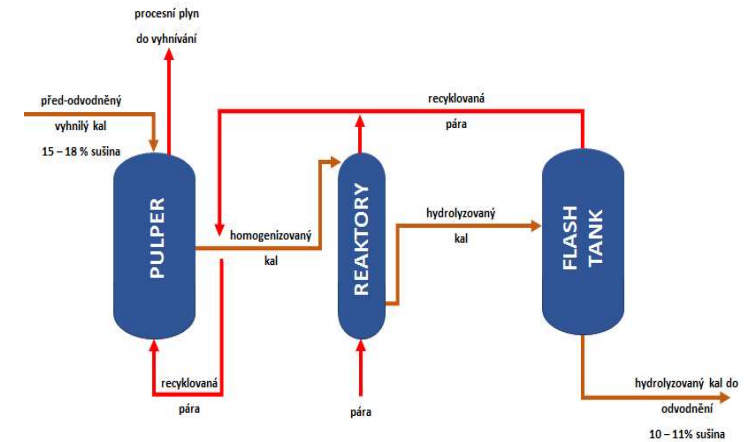 procesní plyn
do vyhnívání
před-odvodněný
vyhnilý kal
15 – 18 % sušina
recyklovaná
pára
PULPER
homogenizovaný
kal
REAKTORY
hydrolyzovaný
kal
FLASH
TANK
recyklovaná
pára
pára
hydrolyzovaný kal do
odvodnění
10 – 11% sušina